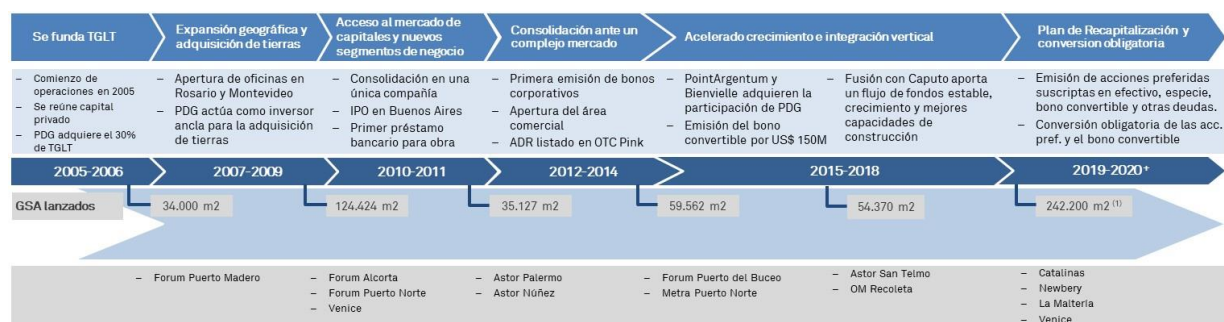 Se funda TGLT
Expansión geográfica y
adquisición de tierras
Acceso al mercado de
capitales y nuevos
segmentos de negocio
Consolidación ante un
complejo mercado
Acelerado crecimiento e integración vertical
Plan de Recapitalización y
conversion obligatoria
– Comienzo de
operaciones en 2005
– Se reúne capital
privado
– PDG adquiere el 30%
de TGLT
– Apertura de oficinas en
Rosario y Montevideo
– PDG actúa como inversor
ancla para la adquisición
de tierras
– Consolidación en una
única compañía
– IPO en Buenos Aires
– Primer préstamo
bancario para obra
– Primera emisión de bonos
corporativos
– Apertura del área
comercial
– ADR listado en OTC Pink
– PointArgentum y
Bienvielle adquieren la
participación de PDG
– Emisión del bono
convertible por US$ 150M
– Fusión con Caputo aporta
un flujo de fondos estable,
crecimiento y mejores
capacidades de
construcción
– Emisión de acciones preferidas
suscriptas en efectivo, especie,
bono convertible y otras deudas.
– Conversión obligatoria de las acc.
pref. y el bono convertible
2005-2006
2007-2009
2010-2011
2012-2014
2015-2018
2019-2020+
GSA lanzados
34.000 m2
124.424 m2
35.127 m2
59.562 m2
54.370 m2
242.200 m2 (1)
– Forum Puerto Madero
– Forum Alcorta
– Forum Puerto Norte
– Venice
– Astor Palermo
– Astor Núñez
– Forum Puerto del Buceo
– Metra Puerto Norte
– Astor San Telmo
– OM Recoleta
– Catalinas
– Newbery
– La Maltería
– Venice